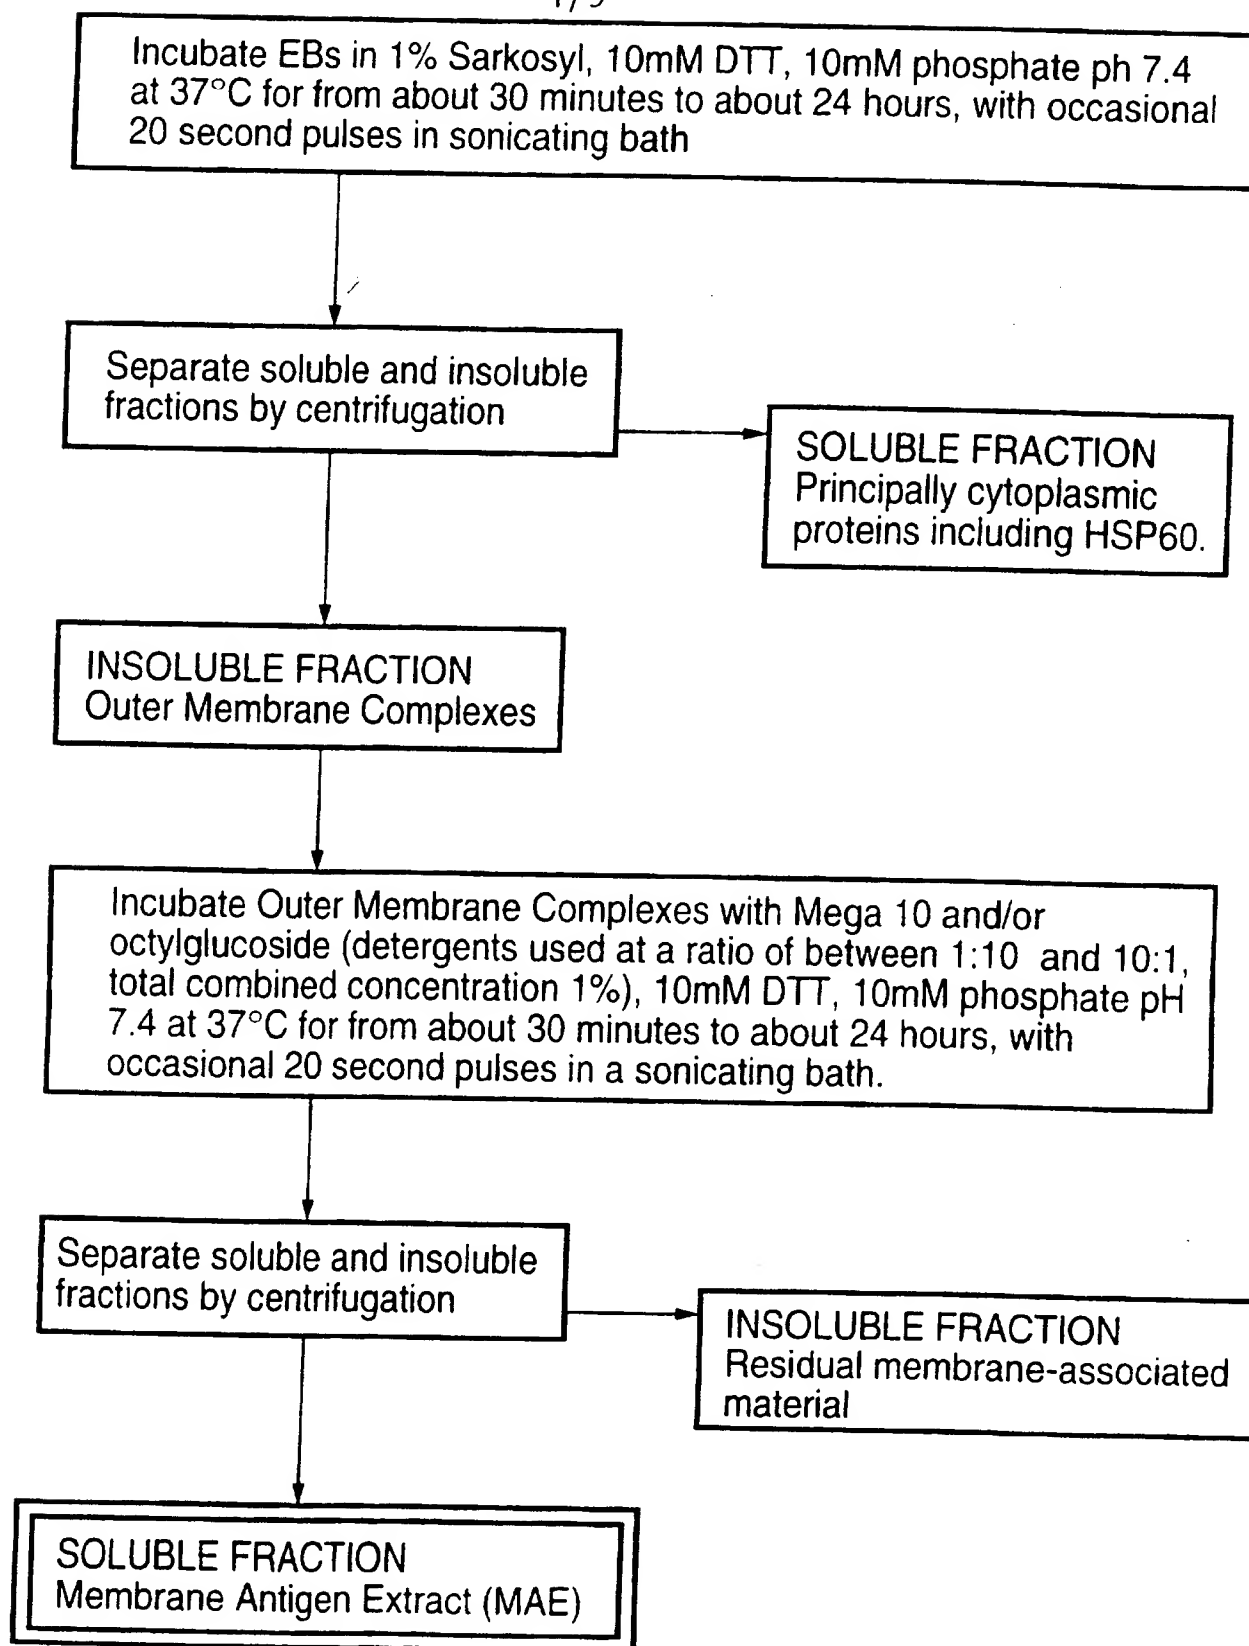 Incubate EBs in 1% Sarkosyl, 10mM DTT, 10mM phosphate ph 7.4
at 37°C for from about 30 minutes to about 24 hours, with occasional
20 second pulses in sonicating bath
Separate soluble and insoluble
fractions by centrifugation
SOLUBLE FRACTION
Principally cytoplasmic
proteins including HSP60.
INSOLUBLE FRACTION
Outer Membrane Complexes
Incubate Outer Membrane Complexes with Mega 10 and/or
octylglucoside (detergents used at a ratio of between 1:10 and 10:1,
total combined concentration 1%), 10mM DTT, 10mM phosphate pH
7.4 at 37°C for from about 30 minutes to about 24 hours, with
occasional 20 second pulses in a sonicating bath.
Separate soluble and insoluble
fractions by centrifugation
INSOLUBLE FRACTION
Residual membrane-associated
material
SOLUBLE FRACTION
Membrane Antigen Extract (MAE)